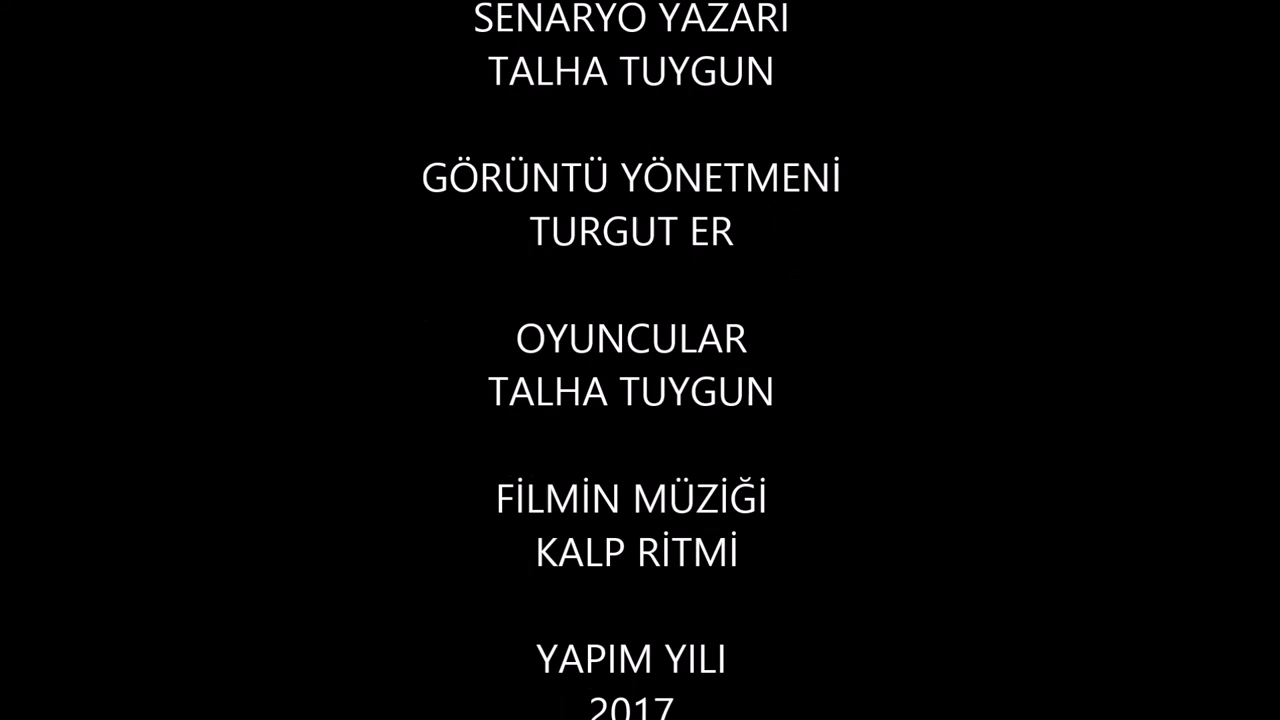 SENARYO YAZARI
TALHA TUYGUN
GÖRÜNTÜ YÖNETMENİ
TURGUT ER
OYUNCULAR
TALHA TUYGUN
FİLMİN MÜZİĞİ
KALP RİTMİ
YAPIM YILI
2017